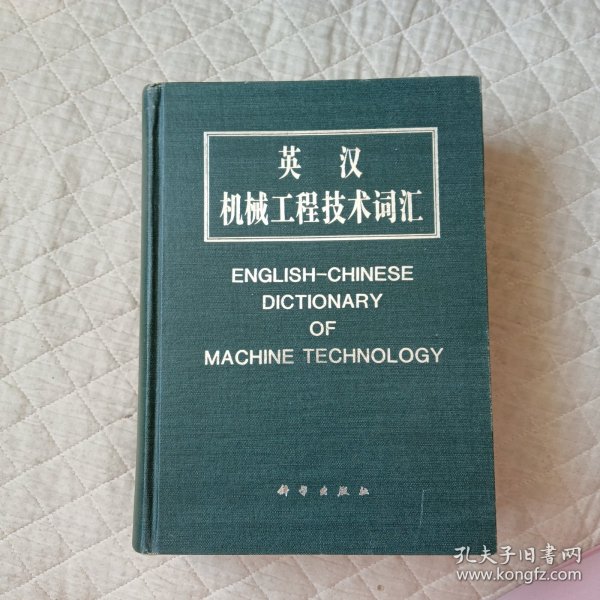 英 汉
机械工程技术词汇
ENGLISH-CHINESE
DICTIONARY
OF
MACHINE TECHNOLOGY
科学出版社
孔夫子旧书网
www.kongfz.com